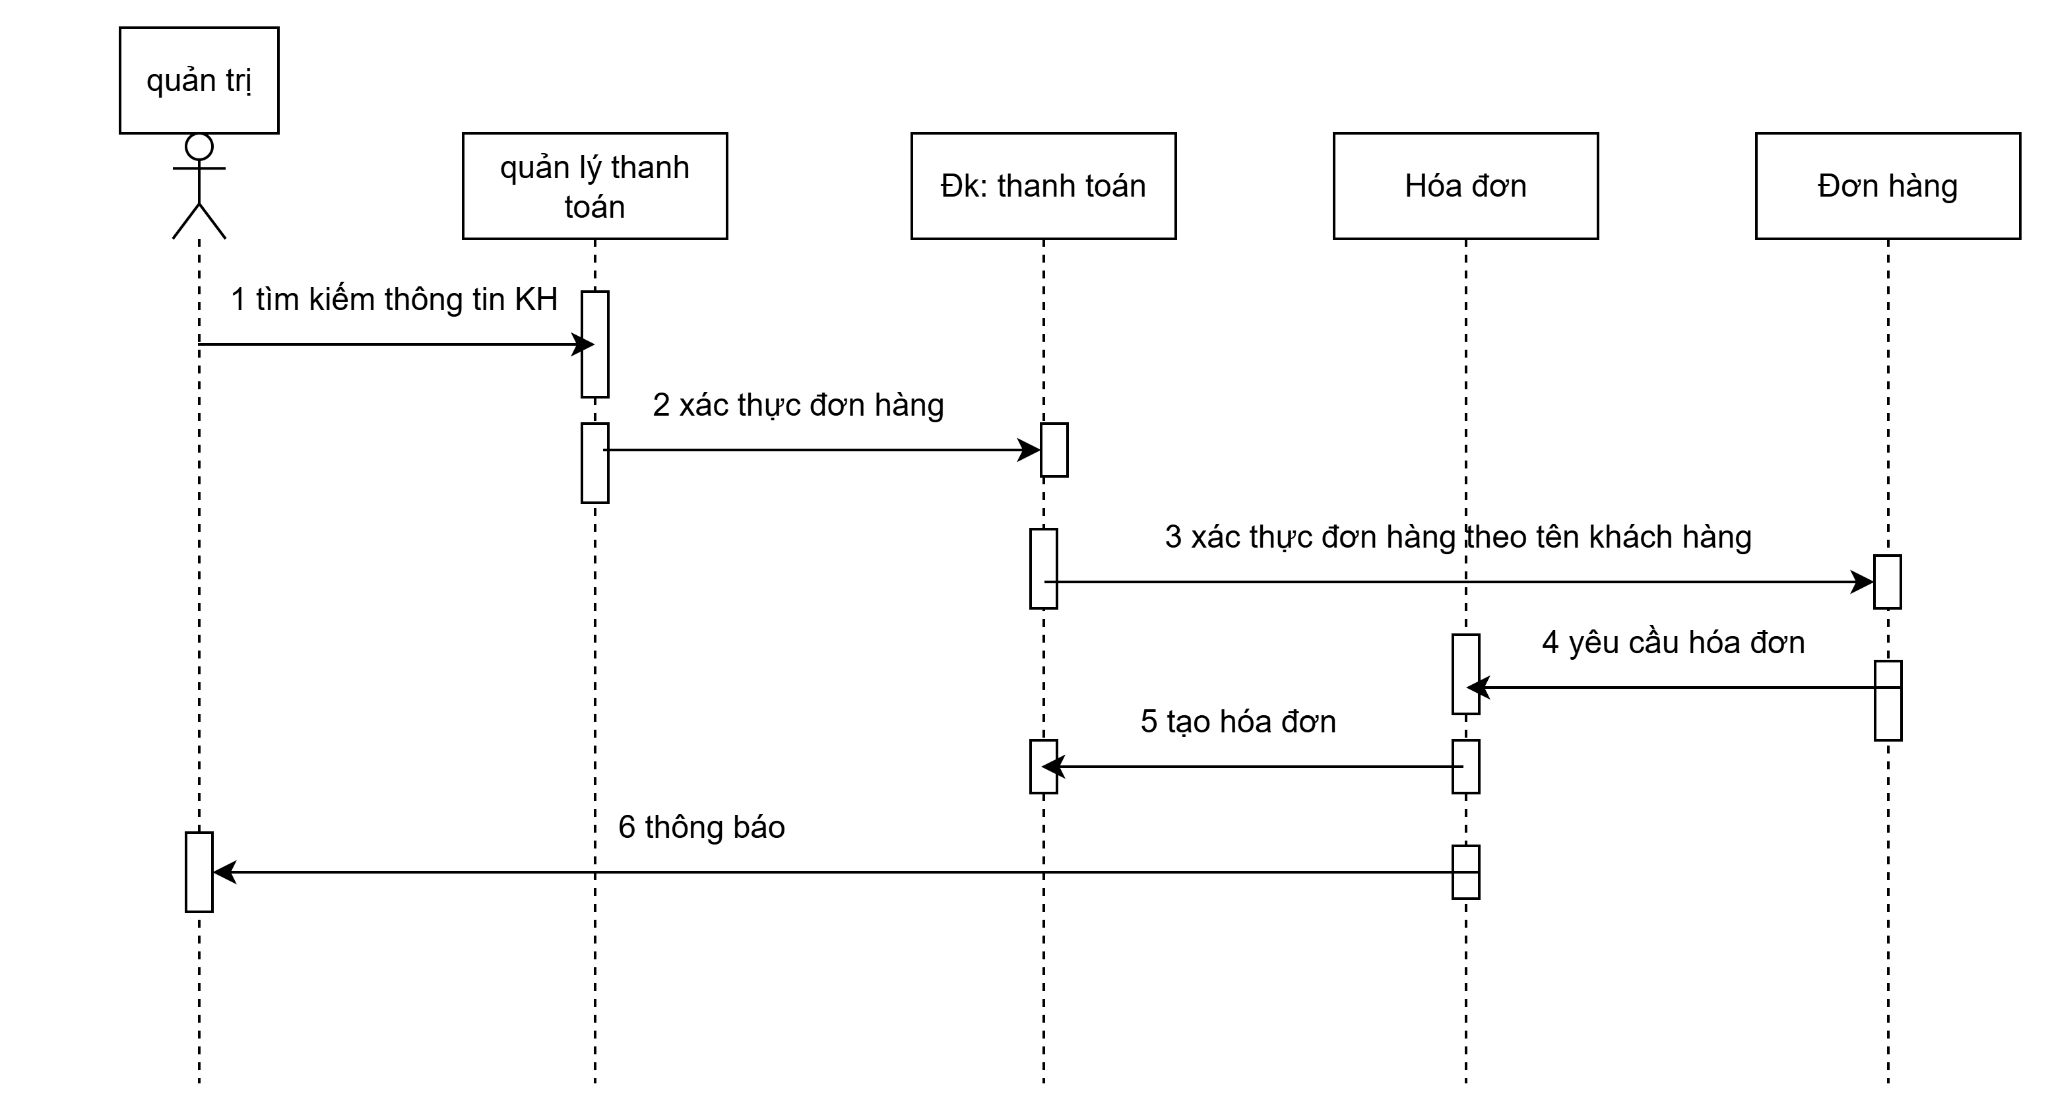 quản trị
quản lý thanh
toán
Đk: thanh toán
Hóa đơn
Đơn hàng
1 tìm kiếm thông tin KH
2 xác thực đơn hàng
3 xác thực đơn hàng theo tên khách hàng
4 yêu cầu hóa đơn
5 tạo hóa đơn
6 thông báo